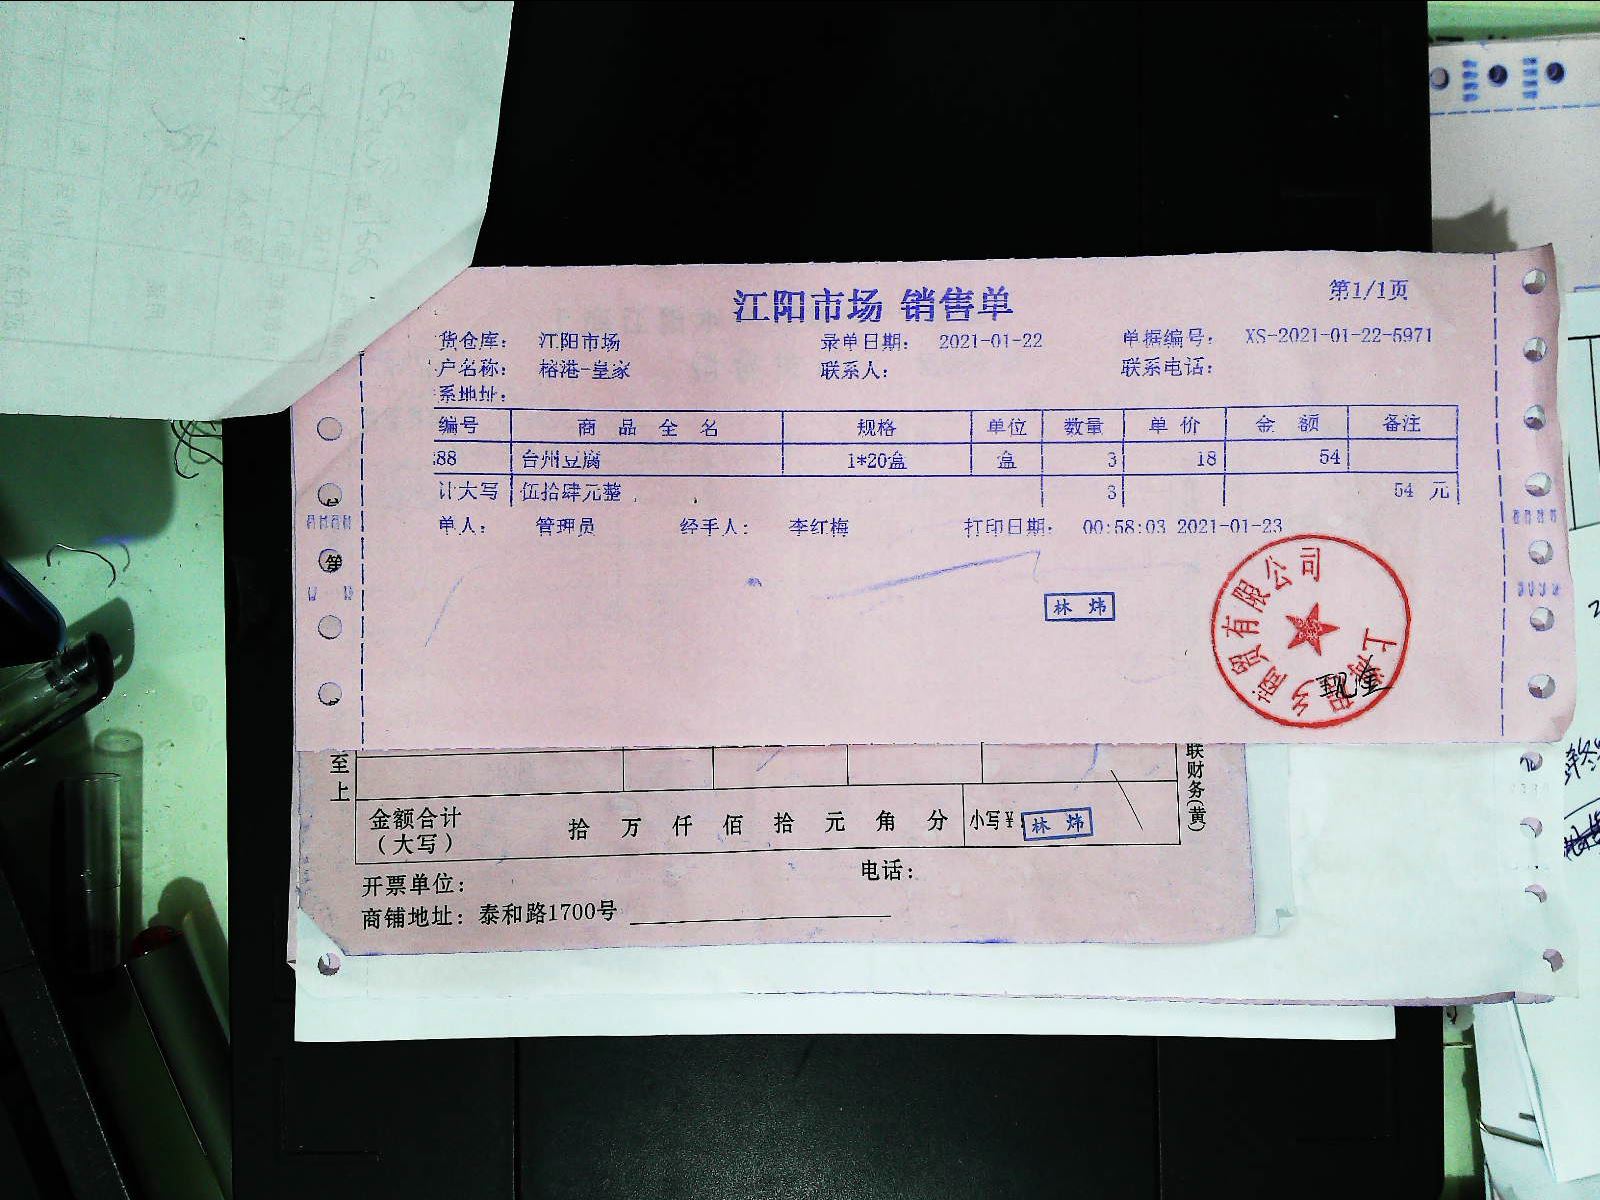 江阳市场 销售单
第1/1页
货仓库： 江阳市场 录单日期： 2021-01-22 单据编号： XS-2021-01-22-5971
户名称： 榕港-皇家 联系人： 联系电话：
系地址：
编号 商品全名 规格 单位 数量 单价 金额 备注
88 台州豆腐 1*20盒 盒 3 18 54
计大写 伍拾肆元整 3 54 元
单人： 管理员 经手人： 李红梅 打印日期： 00:58:03 2021-01-23
林炜
贸有限公司
上海
至上
联财务(黄)
金额合计
(大写)
拾 万 仟 佰 拾 元 角 分 小写¥：
林炜
开票单位： 电话：
商铺地址：泰和路1700号